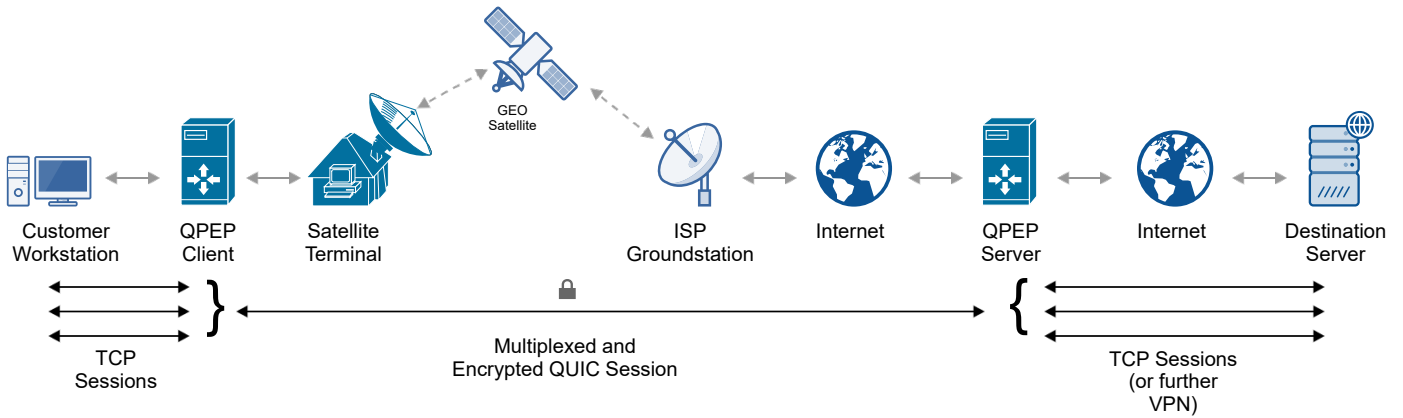 GEO
Satellite
Customer
Workstation
QPEP
Client
Satellite
Terminal
ISP
Groundstation
Internet
QPEP
Server
Internet
Destination
Server
TCP
Sessions
Multiplexed and
Encrypted QUIC Session
TCP Sessions
(or further
VPN)